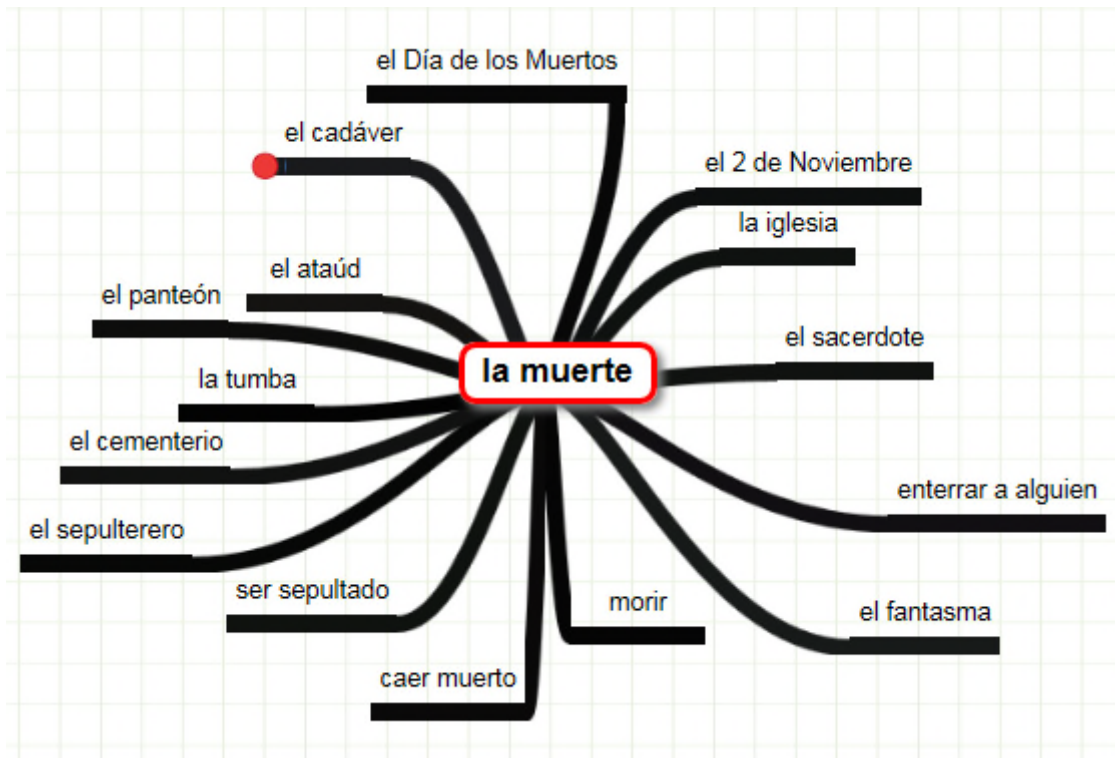 el Día de los Muertos
el cadáver
el 2 de Noviembre
la iglesia
el ataúd
el panteón
el sacerdote
la muerte
la tumba
el cementerio
enterrar a alguien
el sepulterero
ser sepultado
morir
el fantasma
caer muerto